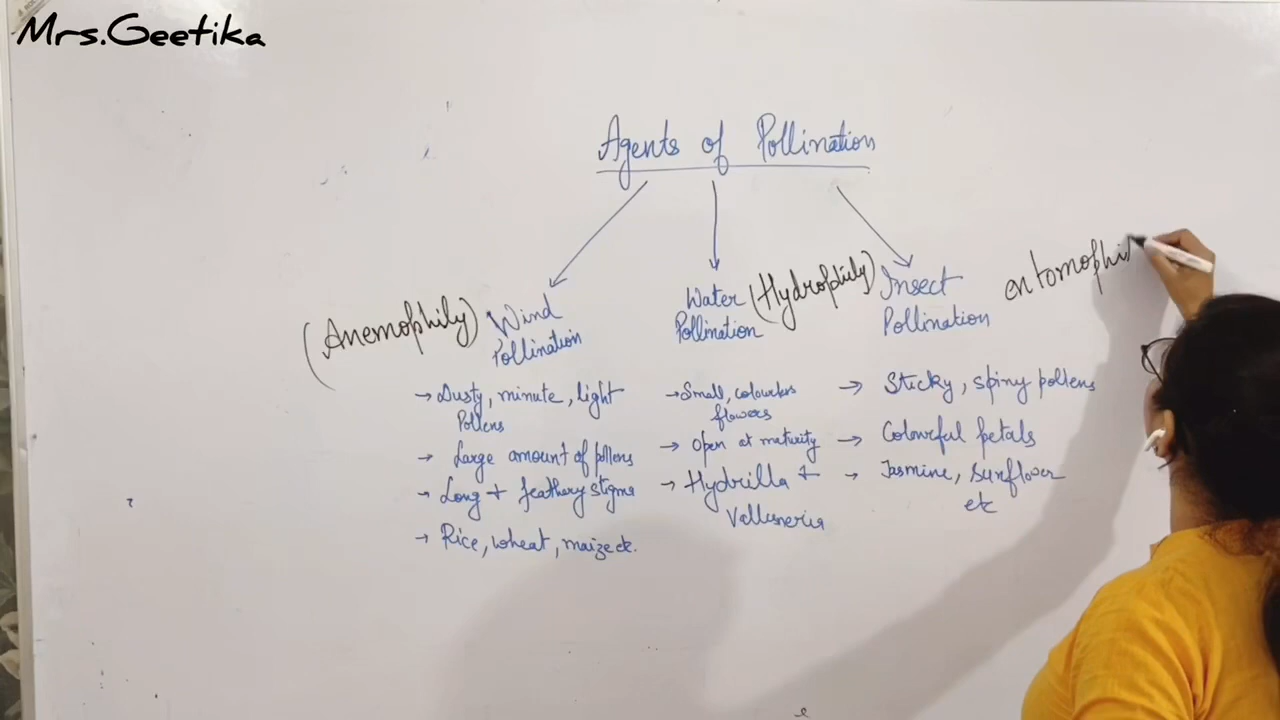 Mrs.Geetika
Agents of Pollination
(Anemophily) Wind
Pollination
→ Dusty, minute, light
Pollens
→ Large amount of pollens
→ Long + feathery stigma
→ Rice, wheat, maize etc.
Water (Hydrophily)
Pollination
→ Small, colourless
flowers
→ Open at maturity
→ Hydrilla +
Vallisneria
Insect
Pollination
entomophil
→ Sticky, spiny pollens
→ Colourful petals
→ Jasmine, sunflower
etc